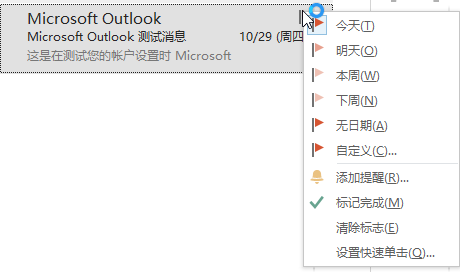 Microsoft Outlook
Microsoft Outlook 测试消息 10/29 (周四
这是在测试您的帐户设置时 Microsoft
今天(T)
明天(O)
本周(W)
下周(N)
无日期(A)
自定义(C)...
添加提醒(R)...
标记完成(M)
清除标志(E)
设置快速单击(Q)...